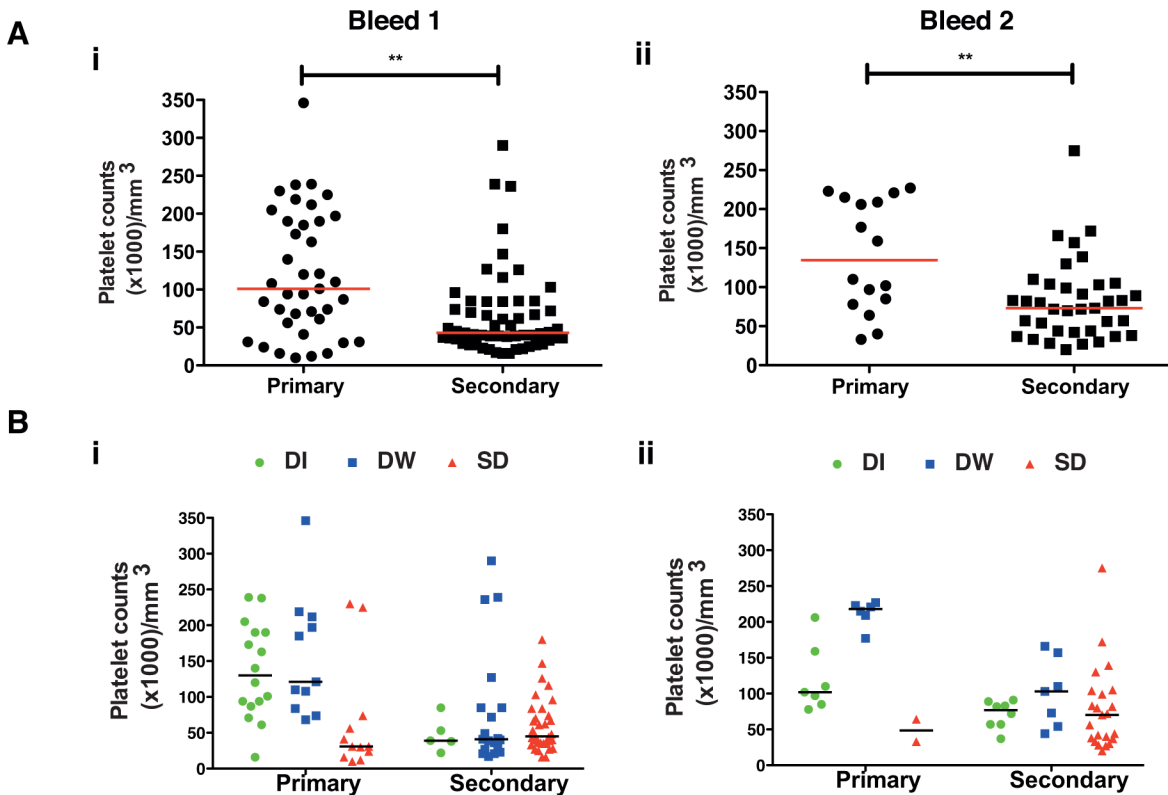 A
Bleed 1
Bleed 2
i
**
ii
**
Platelet counts
(x1000)/mm 3
350
300
250
200
150
100
50
0
Primary
Secondary
Platelet counts
(x1000)/mm 3
350
300
250
200
150
100
50
0
Primary
Secondary
B
i
DI
DW
SD
ii
DI
DW
SD
Platelet counts
(x1000)/mm 3
350
300
250
200
150
100
50
0
Primary
Secondary
Platelet counts
(x1000)/mm 3
350
300
250
200
150
100
50
0
Primary
Secondary